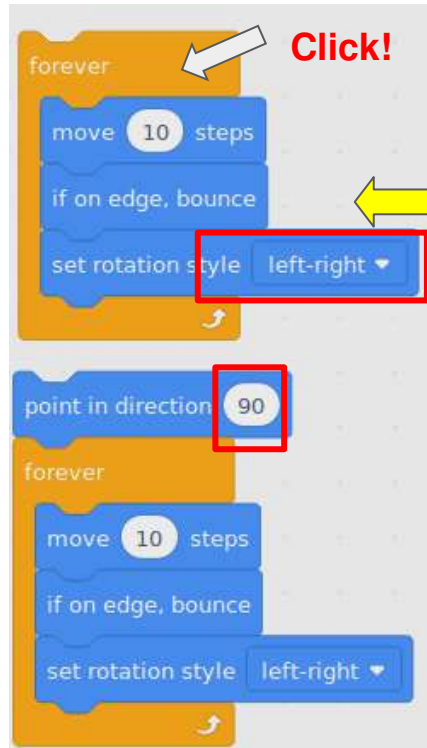 Click!
forever
move 10 steps
if on edge, bounce
set rotation style left-right
point in direction 90
forever
move 10 steps
if on edge, bounce
set rotation style left-right